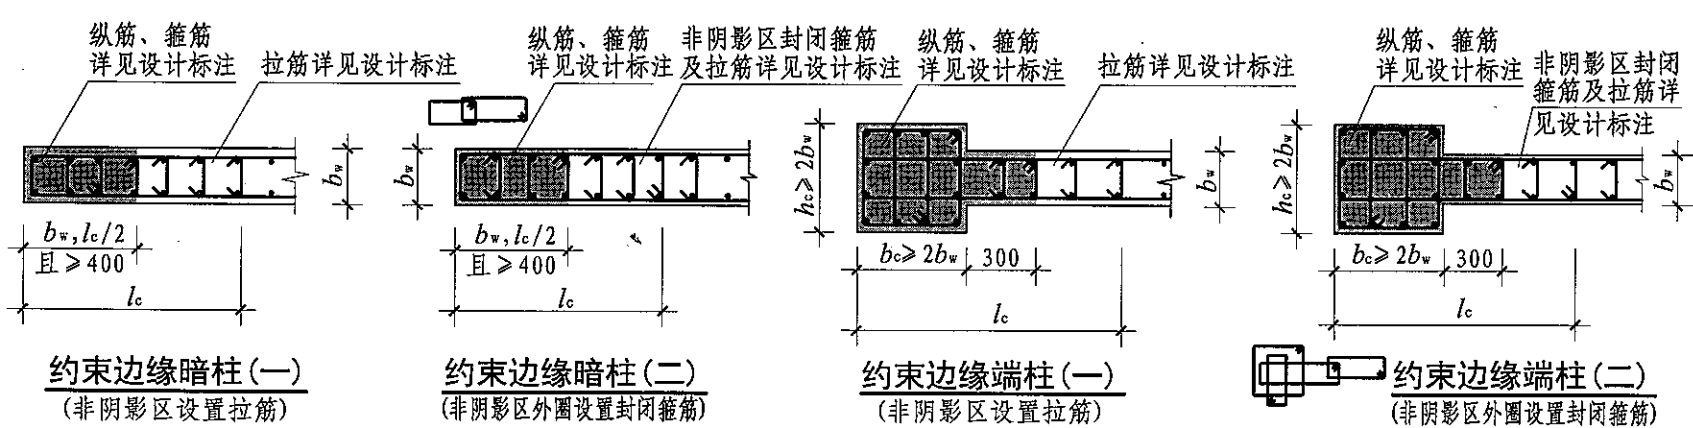 纵筋、箍筋
详见设计标注
拉筋详见设计标注
bw
bw,lc/2
且≥400
lc
约束边缘暗柱(一)
(非阴影区设置拉筋)
纵筋、箍筋
详见设计标注
非阴影区封闭箍筋
及拉筋详见设计标注
bw
bw,lc/2
且≥400
lc
约束边缘暗柱(二)
(非阴影区外圈设置封闭箍筋)
纵筋、箍筋
详见设计标注
拉筋详见设计标注
hc≥2bw
bw
bc≥2bw
300
lc
约束边缘端柱(一)
(非阴影区设置拉筋)
纵筋、箍筋
详见设计标注
非阴影区封闭
箍筋及拉筋详
见设计标注
hc≥2bw
bw
bc≥2bw
300
lc
约束边缘端柱(二)
(非阴影区外圈设置封闭箍筋)